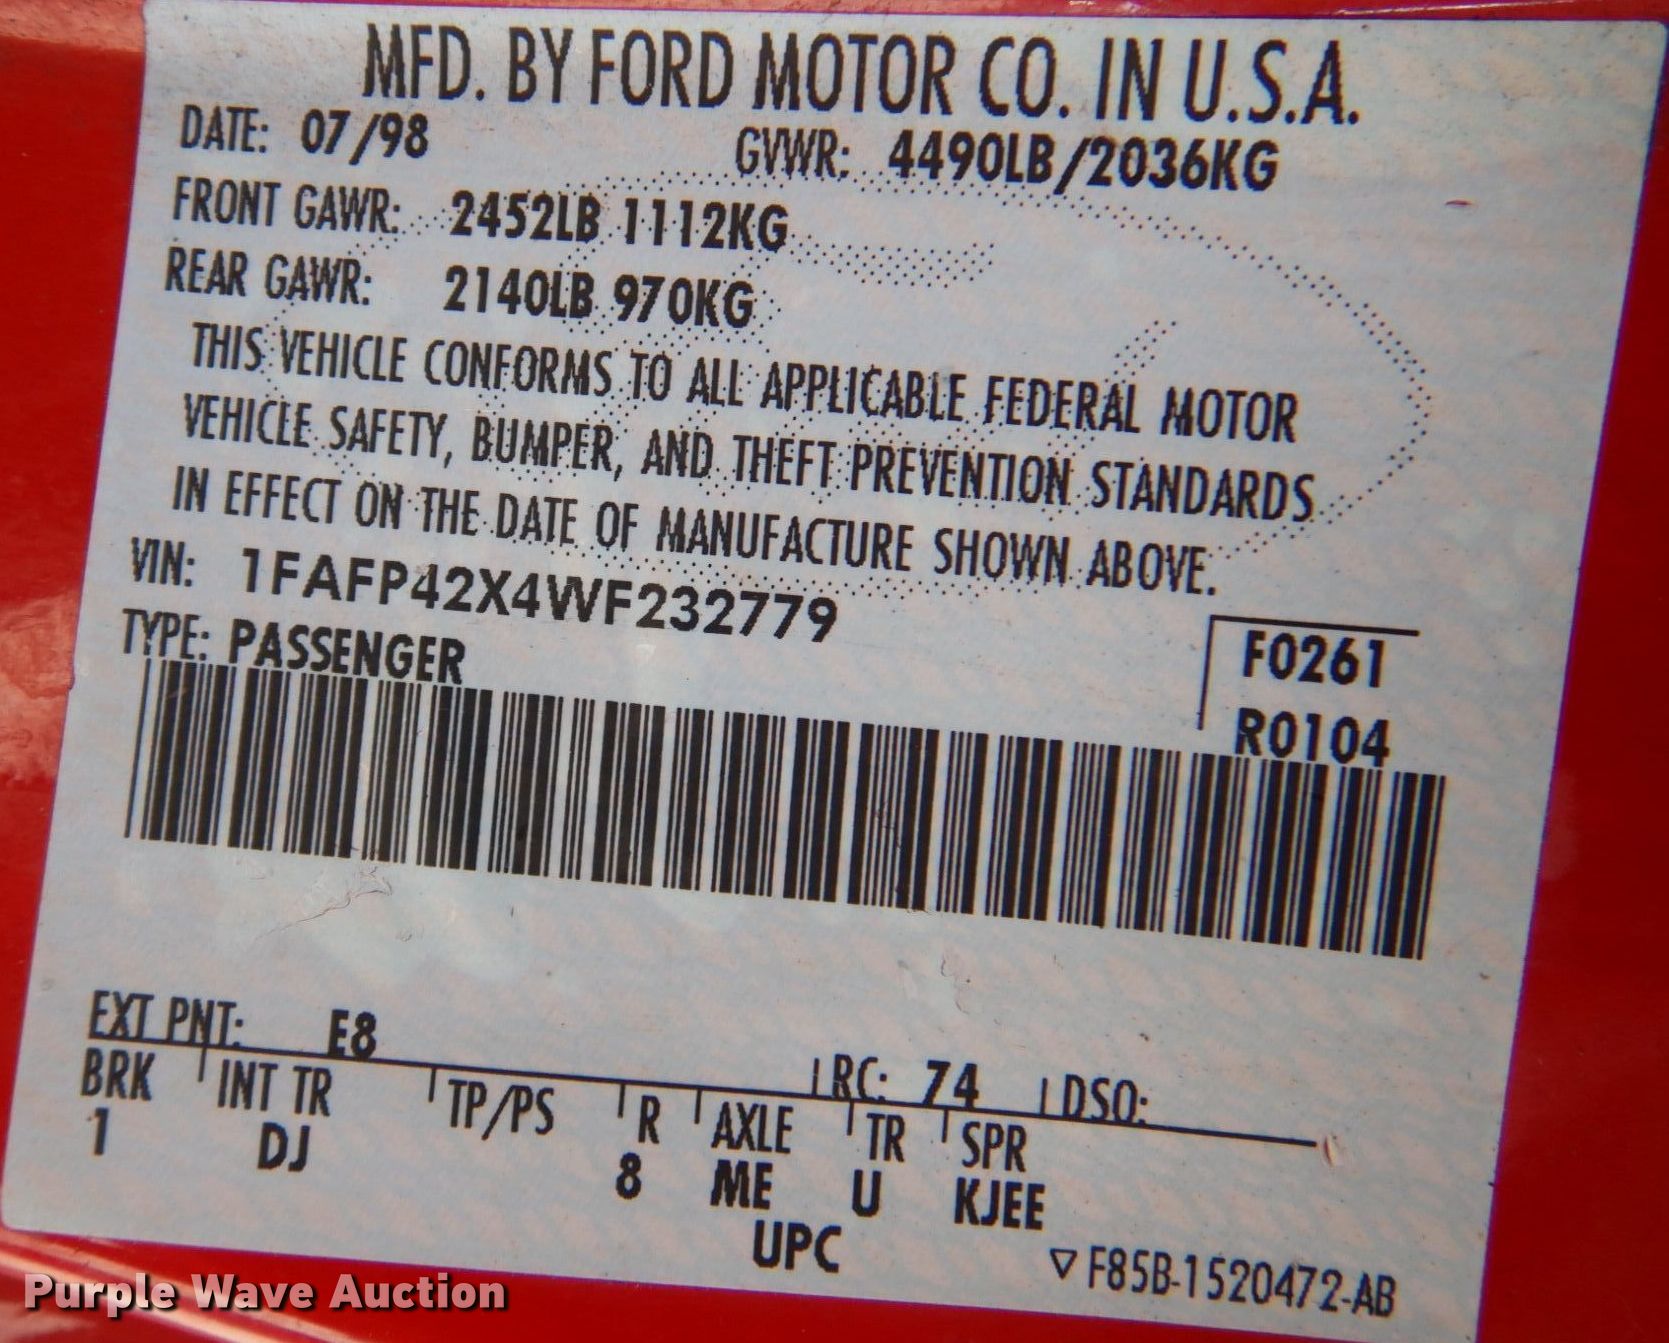 MFD. BY FORD MOTOR CO. IN U.S.A.
DATE: 07/98 GVWR: 4490LB/2036KG
FRONT GAWR: 2452LB 1112KG
REAR GAWR: 2140LB 970KG
THIS VEHICLE CONFORMS TO ALL APPLICABLE FEDERAL MOTOR
VEHICLE SAFETY, BUMPER, AND THEFT PREVENTION STANDARDS
IN EFFECT ON THE DATE OF MANUFACTURE SHOWN ABOVE.
VIN: 1FAFP42X4WF232779
TYPE: PASSENGER
F0261
R0104
EXT PNT: E8 RC: 74 DSO:
BRK INT TR TP/PS R AXLE TR SPR
1 DJ 8 ME U KJEE
UPC
▽ F85B-1520472-AB
Purple Wave Auction